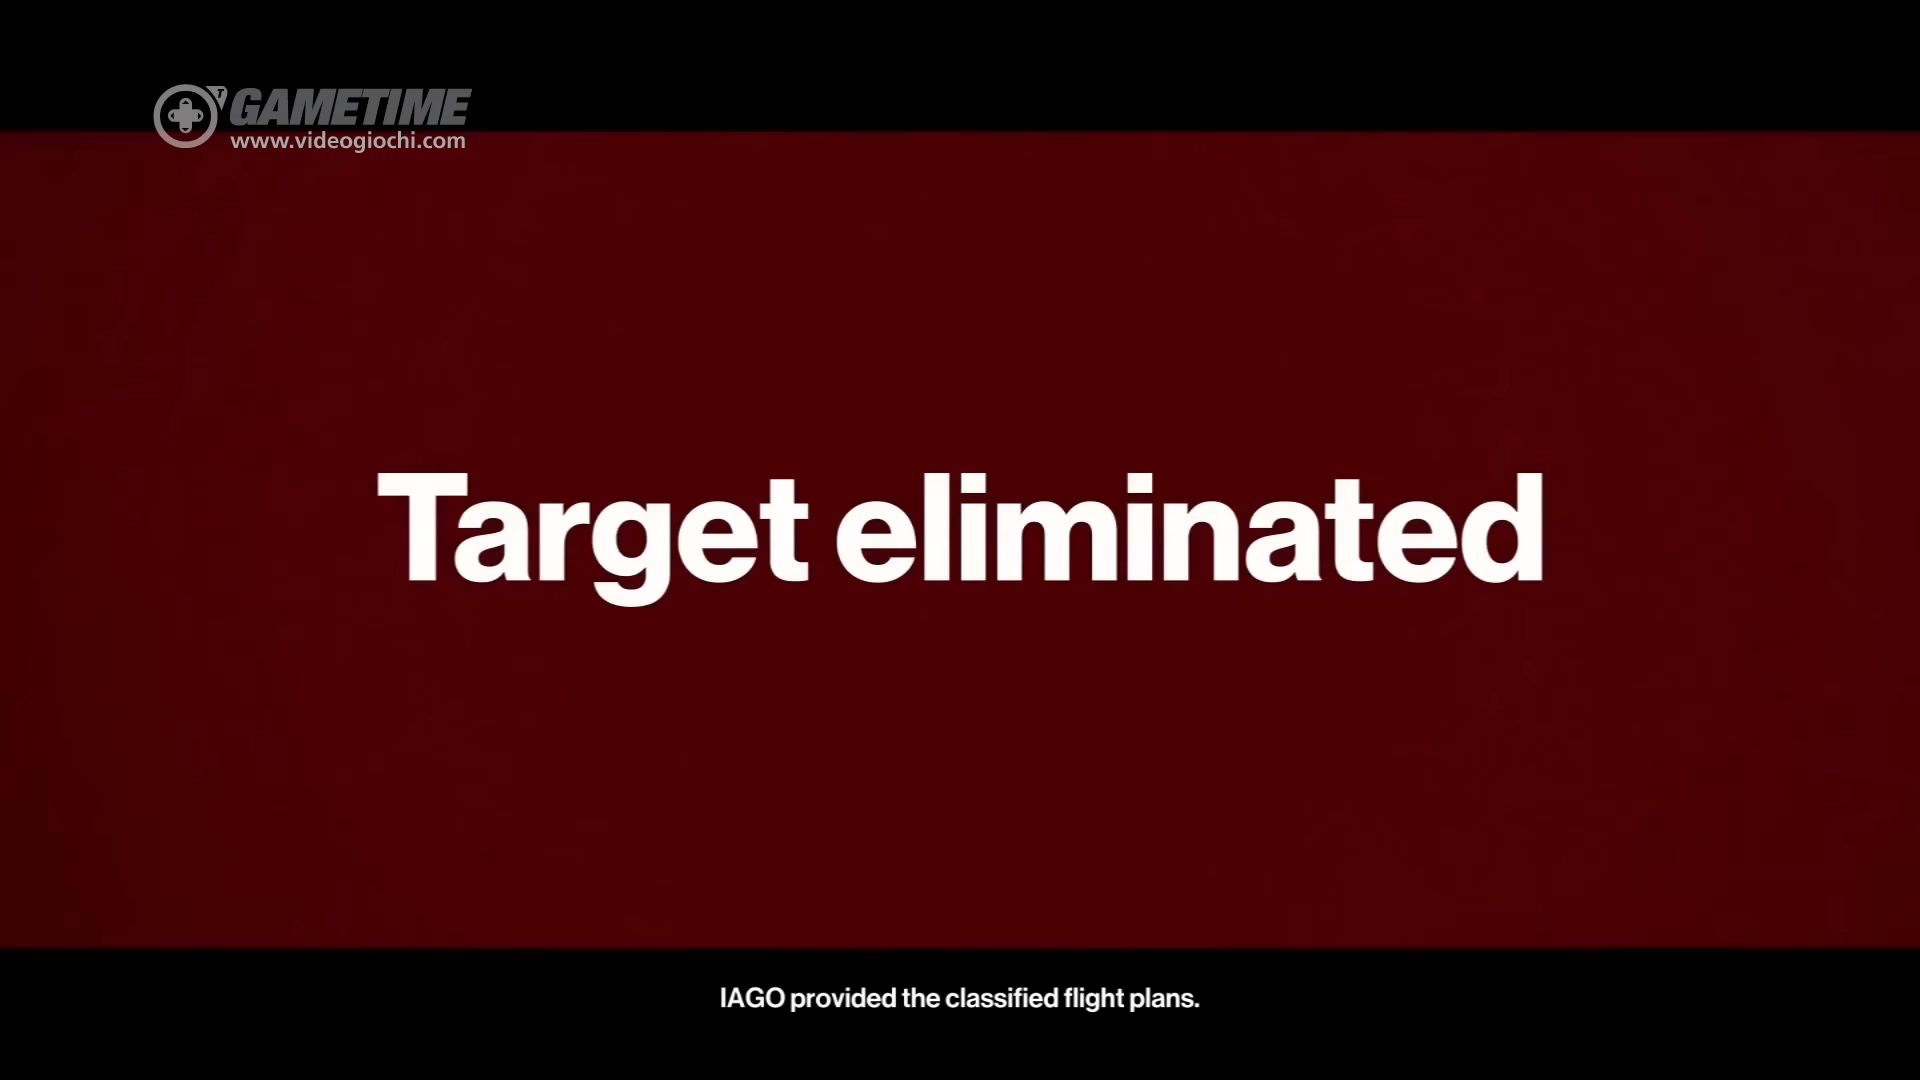 GAMETIME
www.videogiochi.com
Target eliminated
IAGO provided the classified flight plans.